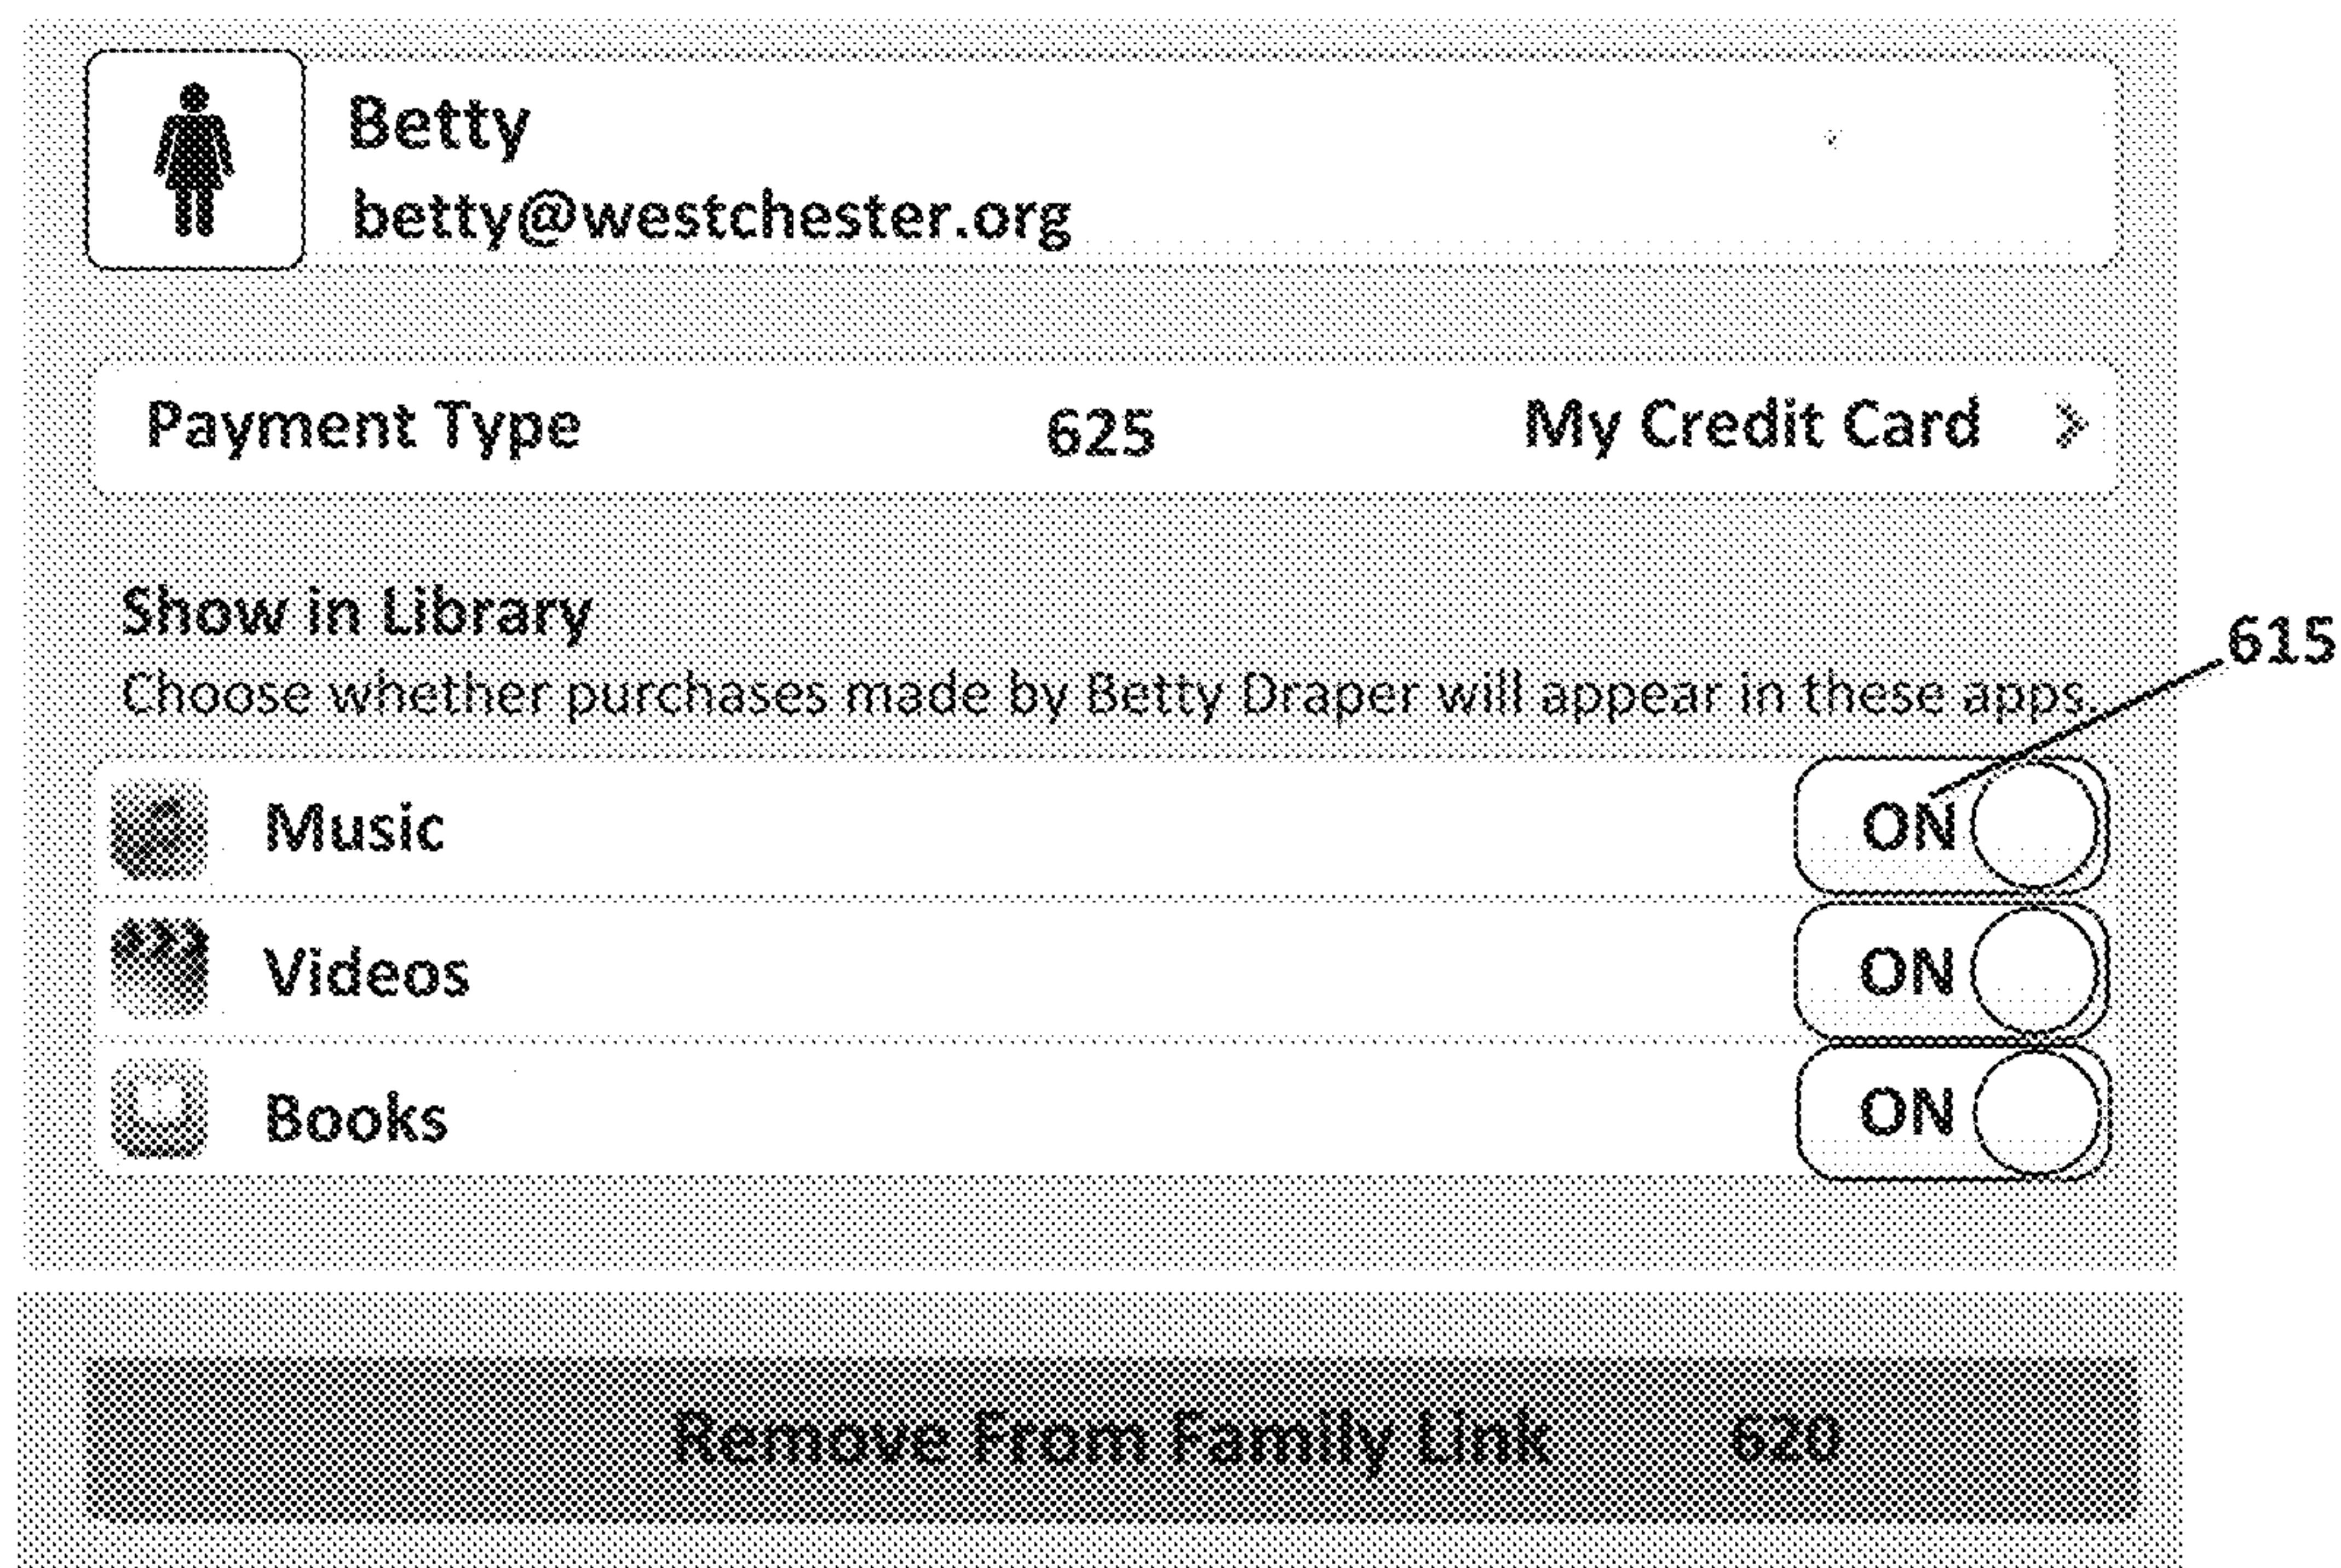 Betty
betty@westchester.org
Payment Type 625 My Credit Card >
Show in Library
615
Choose whether purchases made by Betty Draper will appear in these apps.
Music ON
Videos ON
Books ON
Remove From Family Link 620